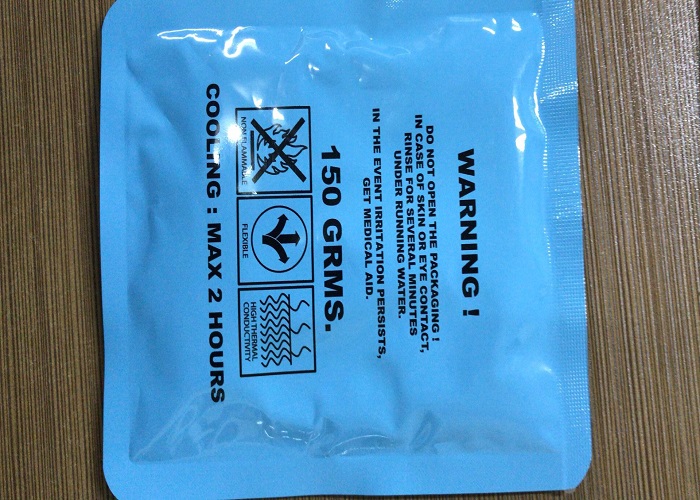 WARNING !
DO NOT OPEN THE PACKAGING !
IN CASE OF SKIN OR EYE CONTACT,
RINSE FOR SEVERAL MINUTES
UNDER RUNNING WATER.
IN THE EVENT IRRITATION PERSISTS,
GET MEDICAL AID.
150 GRMS.
NON FLAMMABLE
FLEXIBLE
HIGH THERMAL
CONDUCTIVITY
COOLING : MAX 2 HOURS